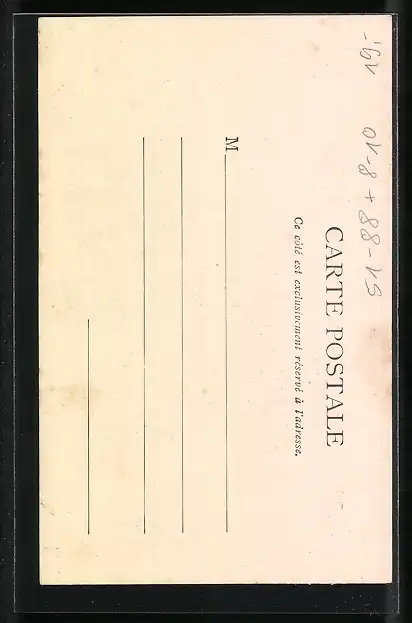 CARTE POSTALE
Ce côté est exclusivement réservé à l'adresse.
M